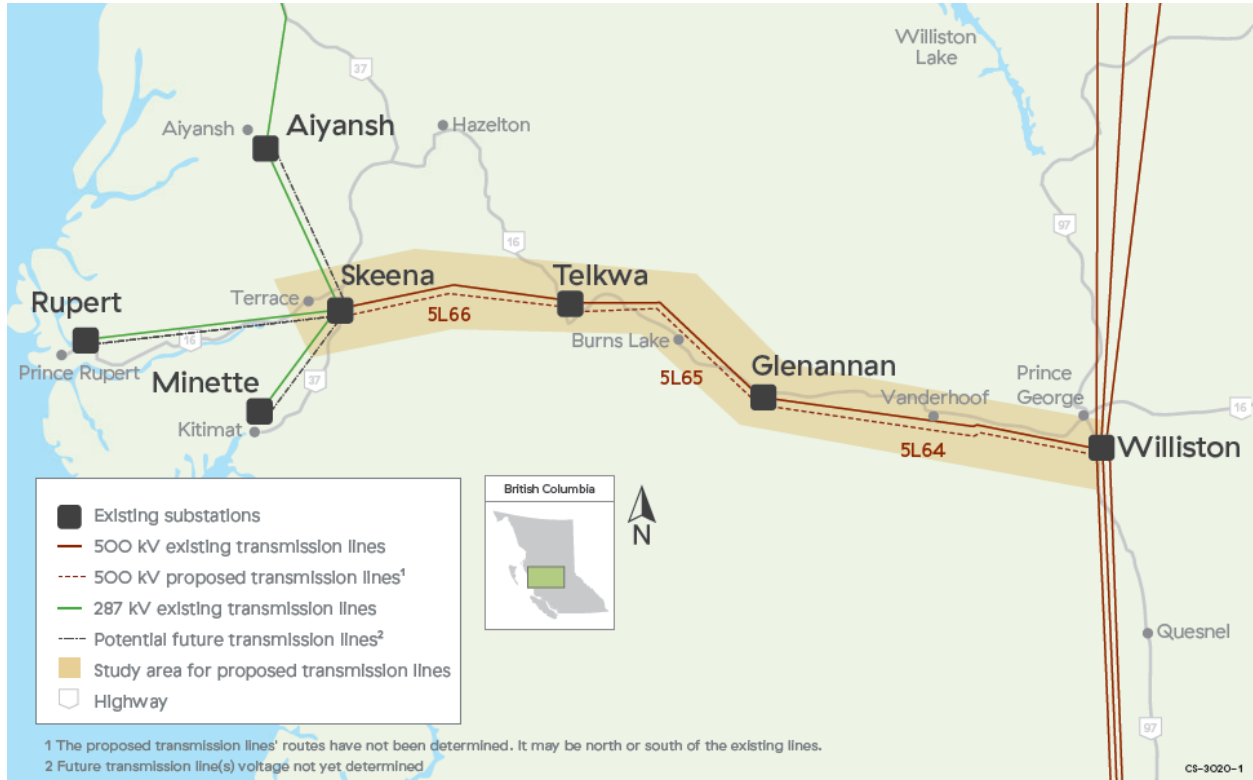 Williston
Lake
37
Aiyansh
Aiyansh
Hazelton
97
16
Skeena
Telkwa
Terrace
Rupert
5L66
16
Burns Lake
Prince Rupert
Minette
37
5L65
Glenannan
Prince
George
Vanderhoof
16
Kitimat
5L64
Williston
Existing substations
500 kV existing transmission lines
500 kV proposed transmission lines¹
287 kV existing transmission lines
Potential future transmission lines²
Study area for proposed transmission lines
Highway
British Columbia
N
Quesnel
97
1 The proposed transmission lines' routes have not been determined. It may be north or south of the existing lines.
2 Future transmission line(s) voltage not yet determined
CS-3020-1